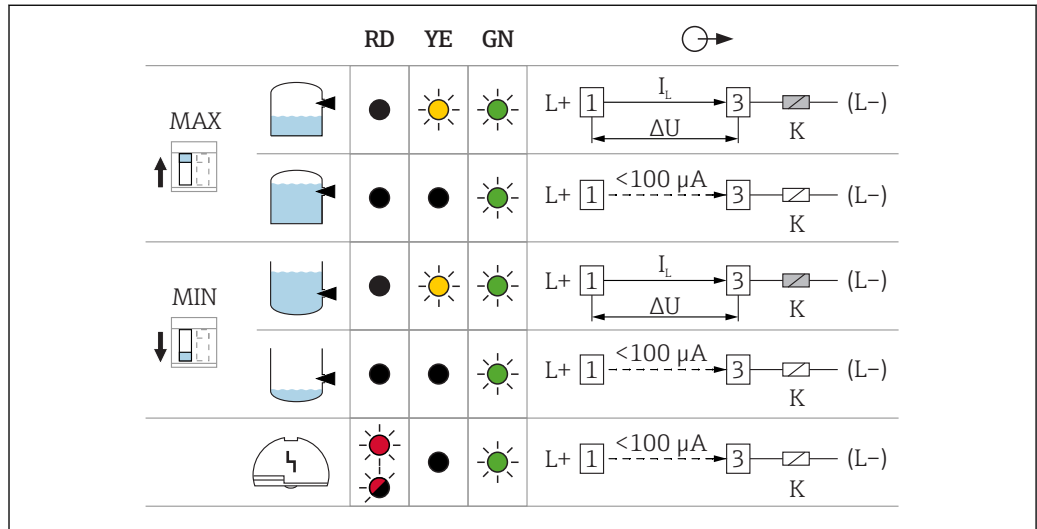 RD YE GN
MAX
L+ 1 I_L 3 (L−)
ΔU K
L+ 1 <100 µA 3 (L−)
K
MIN
L+ 1 I_L 3 (L−)
ΔU K
L+ 1 <100 µA 3 (L−)
K
L+ 1 <100 µA 3 (L−)
K